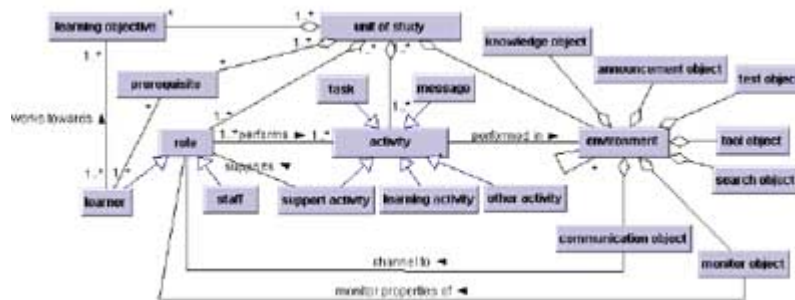 learning objective
*
1..*
unit of study
knowledge object
1..*
*
1..*
1..*
1..*
announcement object
prerequisite
test object
task
message
works towards ▲
*
*
1..*
1..*
role
1..* performs ► 1..*
activity
performed in ►
environment
tool object
supports ◄
*
search object
1..*
1..*
learner
staff
support activity
learning activity
other activity
communication object
channel to ◄
monitor object
monitor properties of ◄